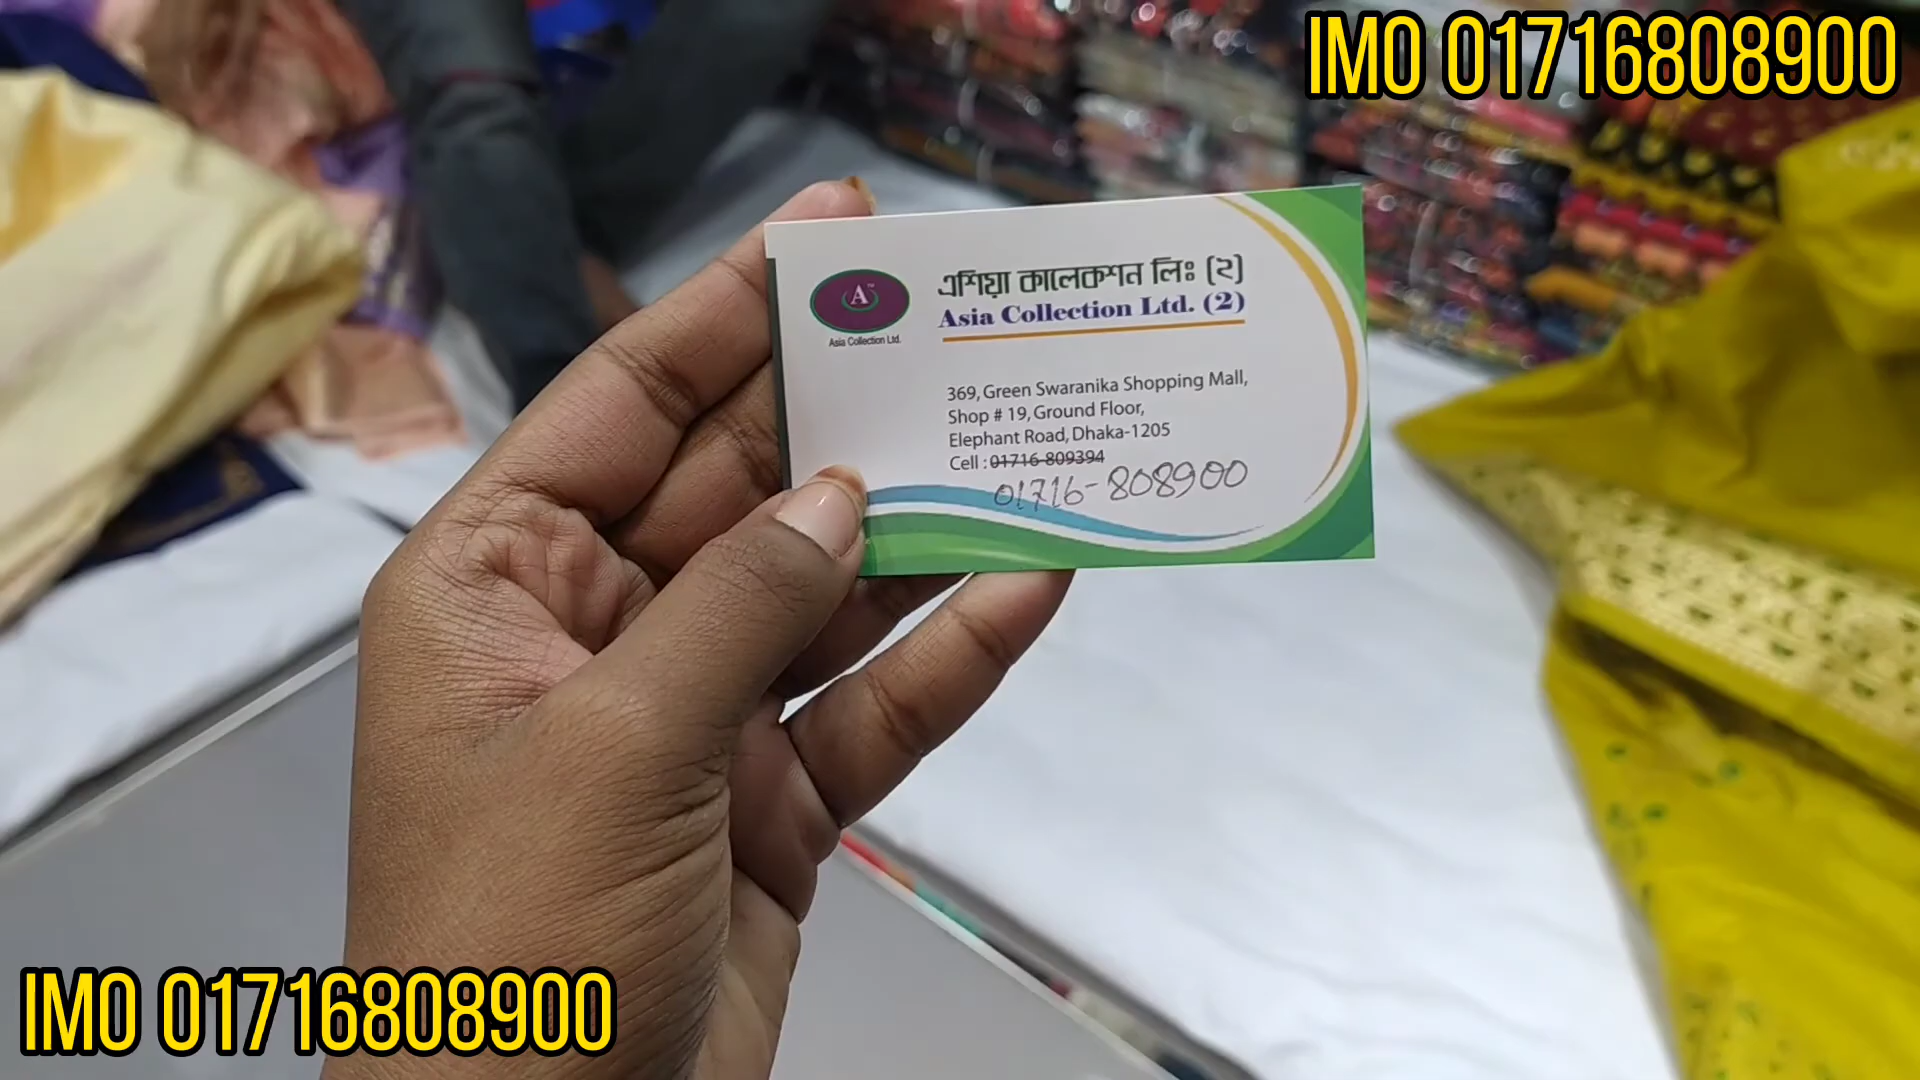 IMO 01716808900
এশিয়া কালেকশন লিঃ (২)
Asia Collection Ltd. (2)
A™
Asia Collection Ltd.
369, Green Swaranika Shopping Mall,
Shop # 19, Ground Floor,
Elephant Road, Dhaka-1205
Cell : 01716-809394
01716-808900
IMO 01716808900